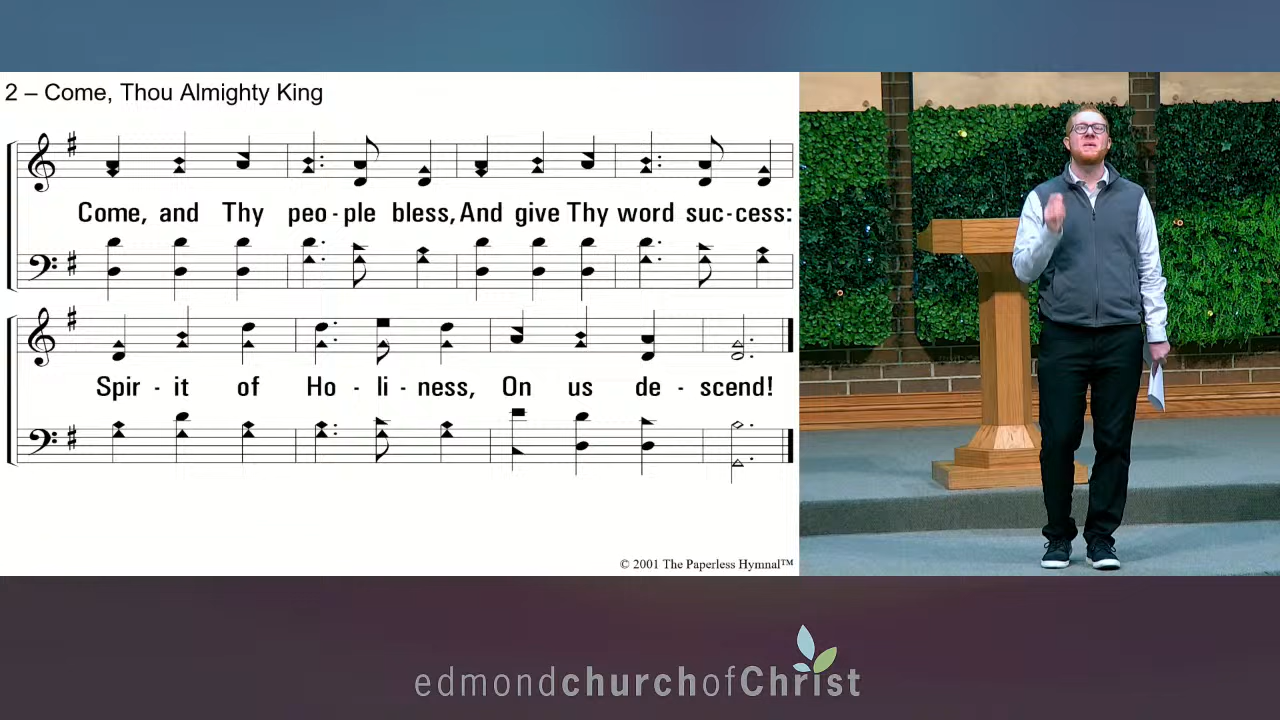 2 – Come, Thou Almighty King
Come, and Thy peo - ple bless, And give Thy word suc - cess:
Spir - it of Ho - li - ness, On us de - scend!
© 2001 The Paperless Hymnal™
edmondchurchofChrist